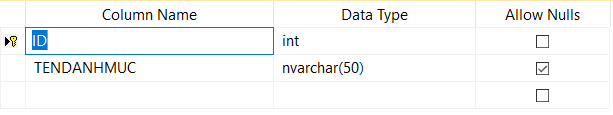 Column Name Data Type Allow Nulls
ID int
TENDANHMUC nvarchar(50)